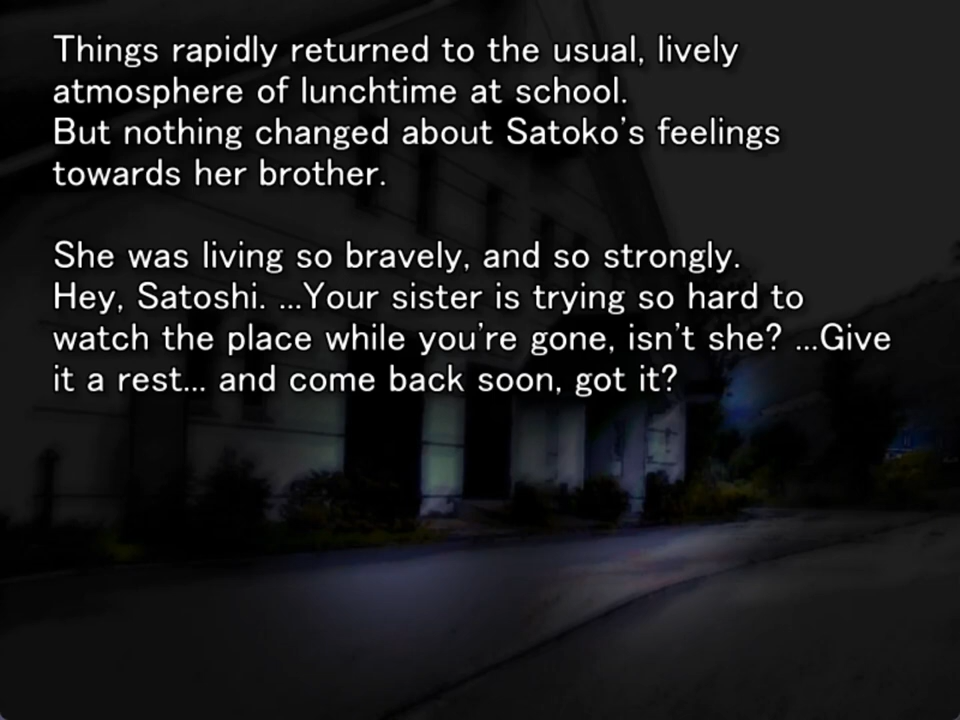 Things rapidly returned to the usual, lively
atmosphere of lunchtime at school.
But nothing changed about Satoko's feelings
towards her brother.
She was living so bravely, and so strongly.
Hey, Satoshi. ...Your sister is trying so hard to
watch the place while you're gone, isn't she? ...Give
it a rest... and come back soon, got it?